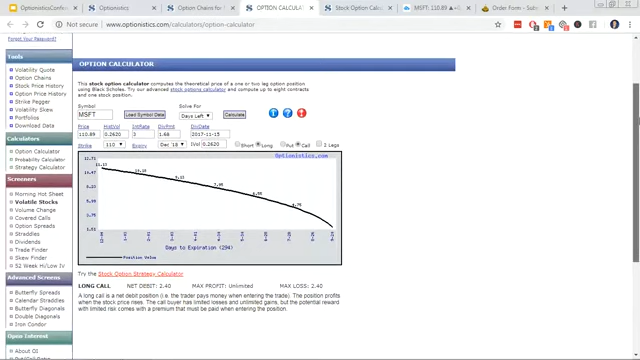 OptionisticsConfe
Optionistics
Option Chains for
OPTION CALCULAT
Stock Option Calc
MSFT: 110.89
Order Form - Su
Not secure | www.optionistics.com/calculators/option-calculator
Forgot Your Password?
Tools
Volatility Quote
Option Chains
Stock Price History
Option Price History
Strike Pegger
Volatility Skew
Portfolios
Download Data
Calculators
Option Calculator
Probability Calculator
Strategy Calculator
Screeners
Morning Hot Sheet
Volatile Stocks
Volume Change
Covered Calls
Option Spreads
Straddles
Dividends
Trade Finder
Skew Finder
52 Week Hi/Low IV
Advanced Screens
Butterfly Spreads
Calendar Straddles
Butterfly Diagonals
Double Diagonals
Iron Condor
Open Interest
About OI
OPTION CALCULATOR
This stock option calculator computes the theoretical price of a one or two leg option position
using Black Scholes. Try our advanced stock options calculator and compute up to eight contracts
and one stock position.
Symbol
Solve For
MSFT
Load Symbol Data
Days Left
Calculate
Price HistVol IntRate DivPmt DivDate
110.89 0.2620 3 1.68 2017-11-15
Strike 110 Expiry Dec '18 IVol 0.2620 Short Long Put Call 2 Legs
Optionistics.com
Days to Expiration (294)
Position Value
Try the Stock Option Strategy Calculator
LONG CALL NET DEBIT: 2.40 MAX PROFIT: Unlimited MAX LOSS: 2.40
A long call is a net debit position (i.e. the trader pays money when entering the trade). The position profits
when the stock price rises. The call buyer has limited losses and unlimited gains, but the potential reward
with limited risk comes with a premium that must be paid when entering the position.